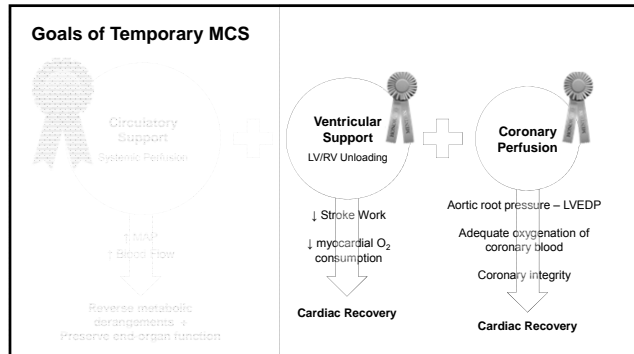 Goals of Temporary MCS
Circulatory
Support
Systemic Perfusion
↑ MAP
↑ Blood Flow
Reverse metabolic
derangements +
Preserve end organ function
Ventricular
Support
LV/RV Unloading
↓ Stroke Work
↓ myocardial O₂
consumption
Cardiac Recovery
Coronary
Perfusion
Aortic root pressure – LVEDP
Adequate oxygenation of
coronary blood
Coronary integrity
Cardiac Recovery